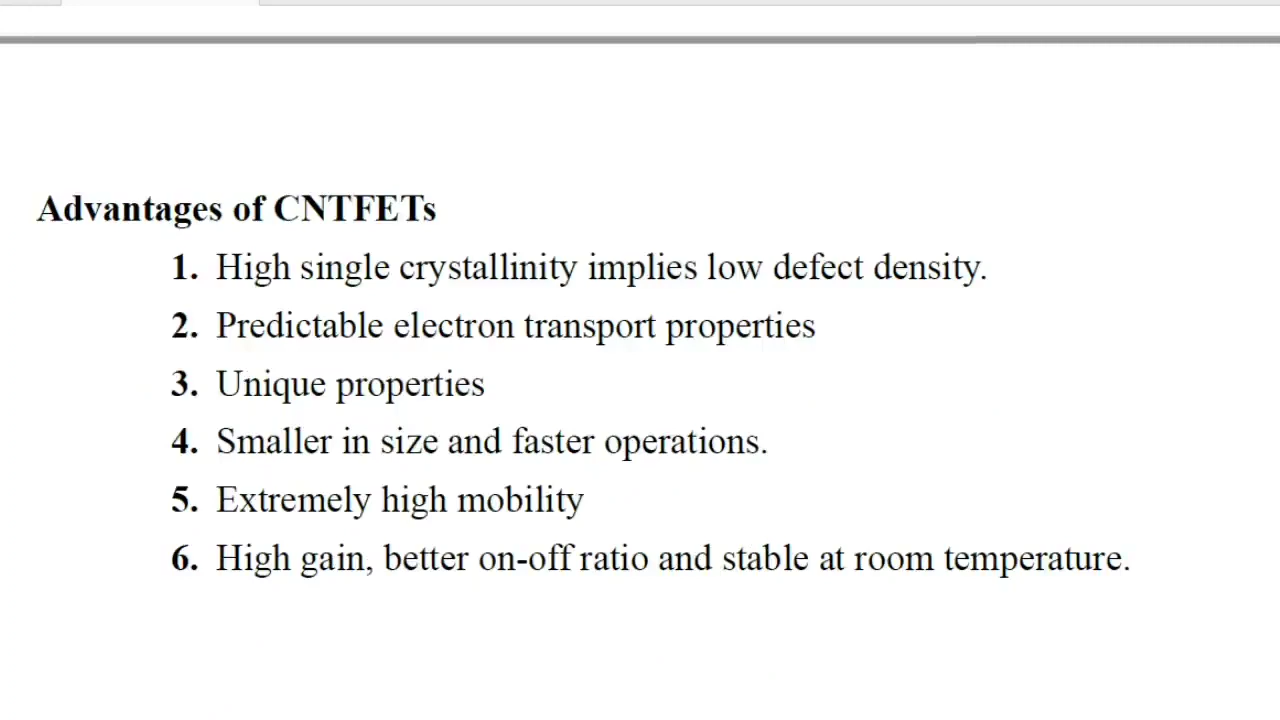 Advantages of CNTFETs
1. High single crystallinity implies low defect density.
2. Predictable electron transport properties
3. Unique properties
4. Smaller in size and faster operations.
5. Extremely high mobility
6. High gain, better on-off ratio and stable at room temperature.